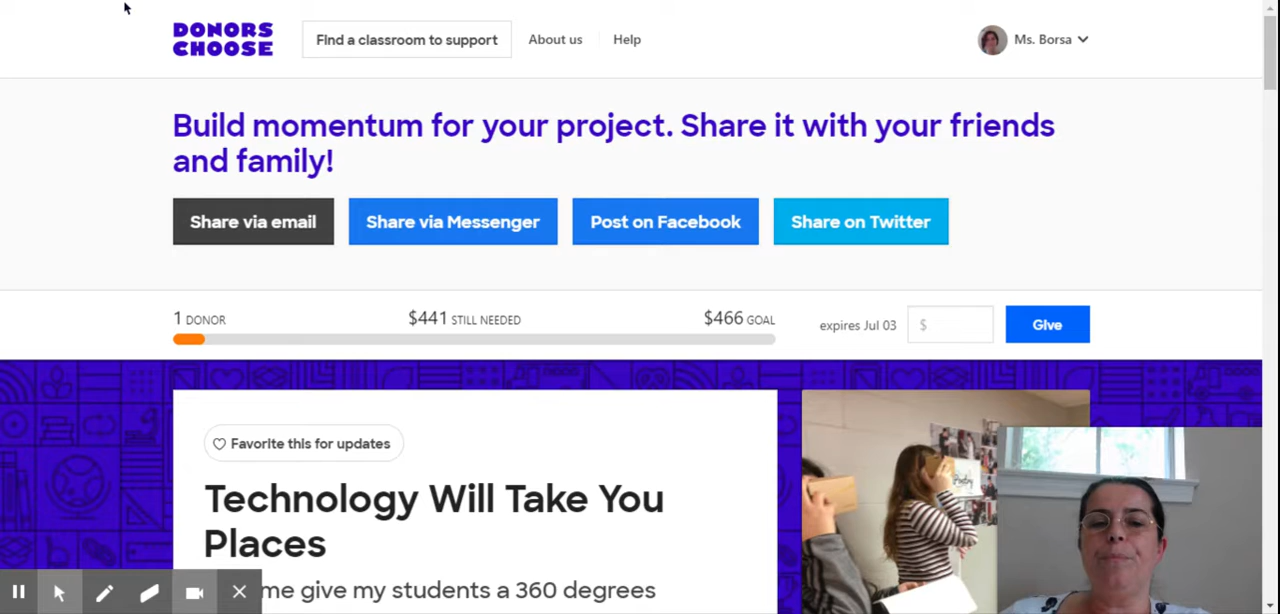 DONORS
CHOOSE
Find a classroom to support
About us
Help
Ms. Borsa
Build momentum for your project. Share it with your friends
and family!
Share via email
Share via Messenger
Post on Facebook
Share on Twitter
1 DONOR
$441 STILL NEEDED
$466 GOAL
expires Jul 03
$
Give
Favorite this for updates
Technology Will Take You
Places
me give my students a 360 degrees